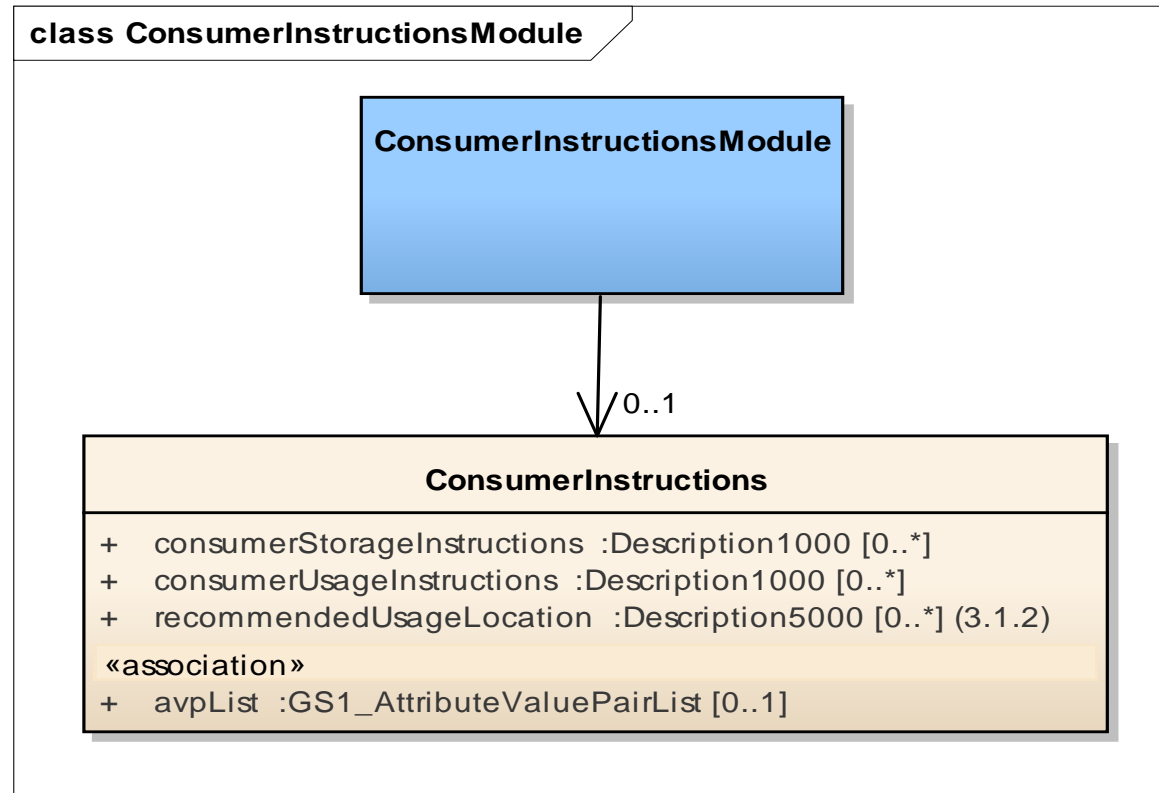 class ConsumerInstructionsModule
ConsumerInstructionsModule
0..1
ConsumerInstructions
+ consumerStorageInstructions :Description1000 [0..*]
+ consumerUsageInstructions :Description1000 [0..*]
+ recommendedUsageLocation :Description5000 [0..*] (3.1.2)
«association»
+ avpList :GS1_AttributeValuePairList [0..1]